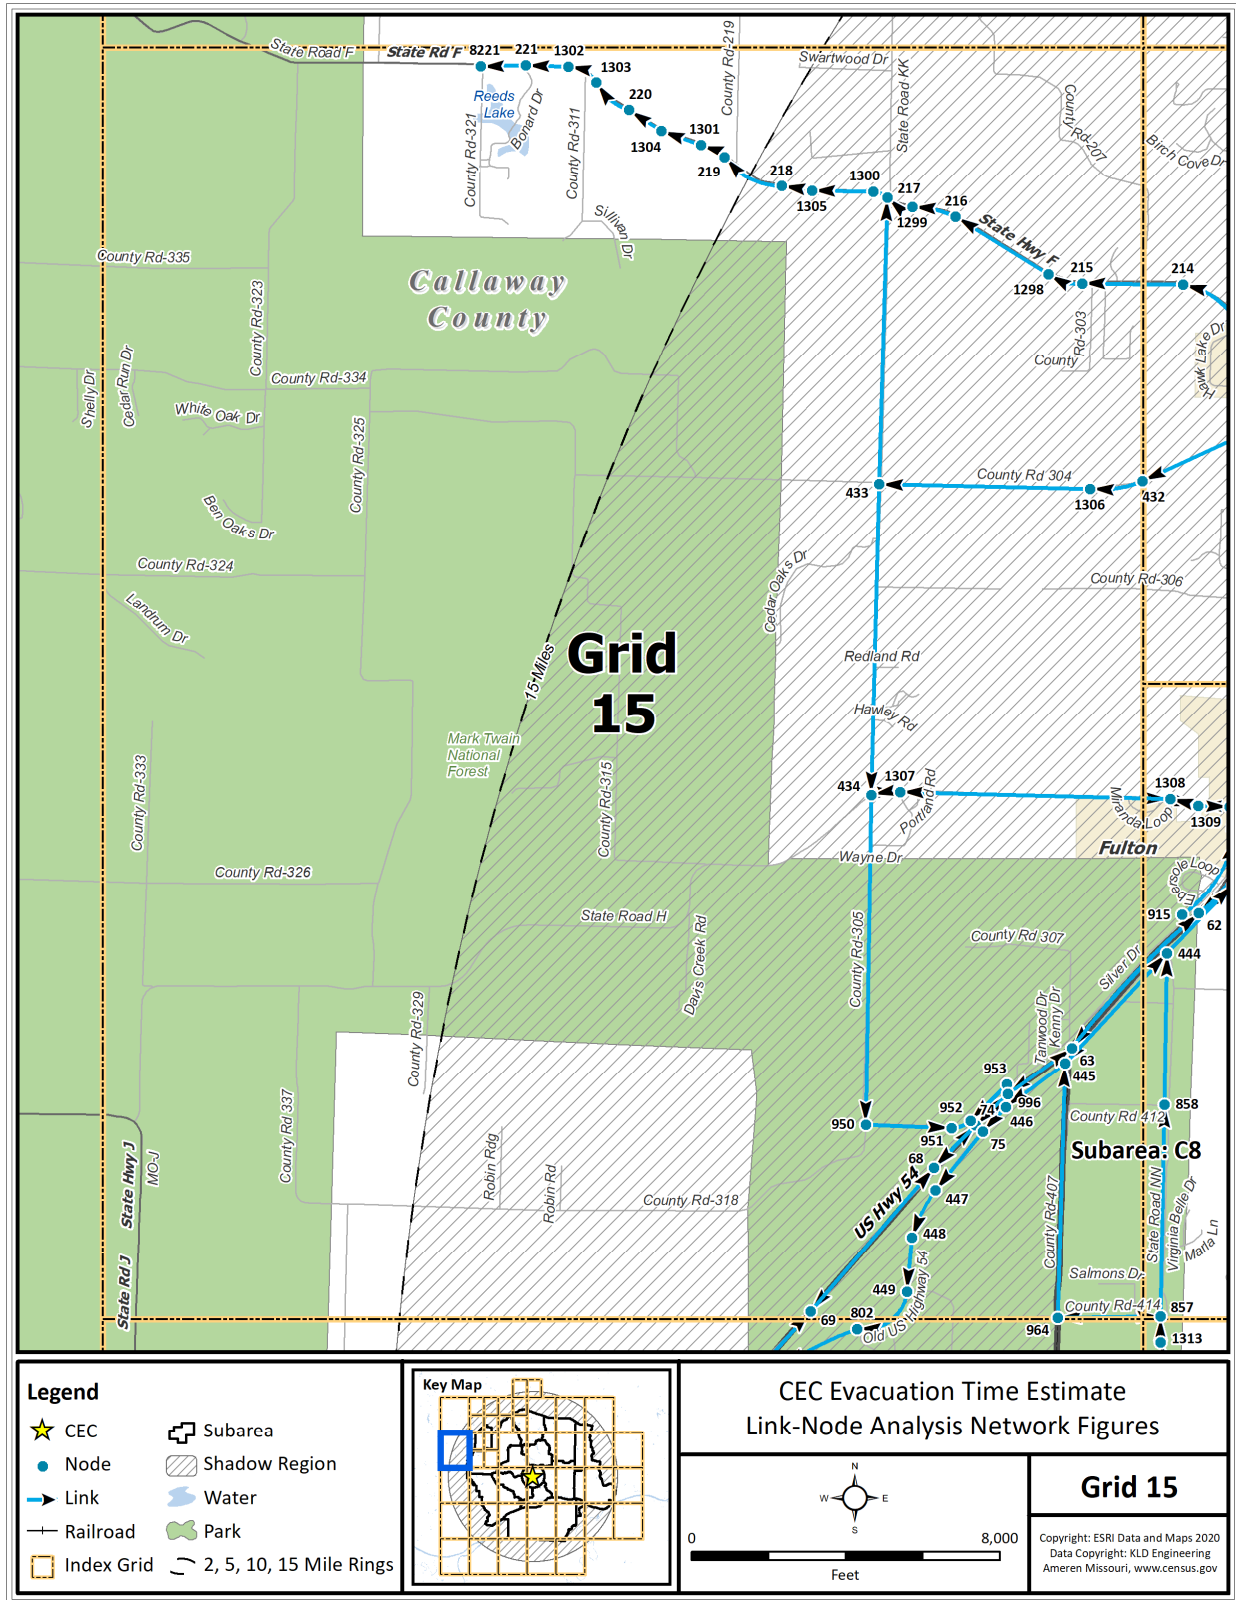 State Road F
State Rd F
8221
221
1302
1303
220
1304
1301
219
218
1305
1300
217
1299
216
State Hwy F
1298
215
214
Reeds
Lake
Bonard Dr
County Rd-321
County Rd-311
Sullivan Dr
County Rd-219
Swartwood Dr
State Road KK
County Rd-207
Birch Cove Dr
County Rd-335
County Rd-323
Callaway
County
County
Rd-303
Hawk Lake Dr
Shelly Dr
Cedar Run Dr
County Rd-334
White Oak Dr
County Rd-325
Ben Oaks Dr
County Rd 304
433
1306
432
County Rd-324
Landrum Dr
Cedar Oaks Dr
County Rd-306
Grid
15
15 Miles
Redland Rd
Hawley Rd
Mark Twain
National
Forest
County Rd-333
County Rd-315
434
1307
Portland Rd
1308
1309
Miranda Loop
Fulton
Wayne Dr
Ebersole Loop
County Rd-326
State Road H
Davis Creek Rd
County Rd-305
County Rd 307
Silver Dr
915
62
444
County Rd-329
Tanwood Dr
Kenny Dr
63
445
953
996
446
952
74
75
951
950
County Rd 412
858
Subarea: C8
County Rd 337
State Hwy J
MO-J
State Rd J
Robin Rdg
Robin Rd
County Rd-318
68
US Hwy 54
447
448
449
Old US Highway 54
69
802
County Rd-407
State Road NN
Virginia Belle Dr
Marla Ln
Salmons Dr
County Rd-414
857
964
1313
Legend
CEC
Node
Link
Railroad
Index Grid
Subarea
Shadow Region
Water
Park
2, 5, 10, 15 Mile Rings
Key Map
CEC Evacuation Time Estimate
Link-Node Analysis Network Figures
N
W
E
S
0
8,000
Feet
Grid 15
Copyright: ESRI Data and Maps 2020
Data Copyright: KLD Engineering
Ameren Missouri, www.census.gov